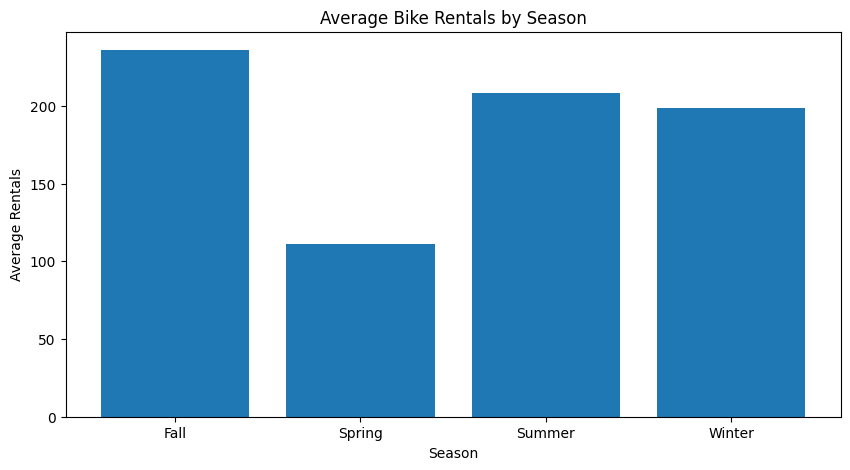 Average Bike Rentals by Season
Average Rentals
200
150
100
50
0
Fall Spring Summer Winter
Season